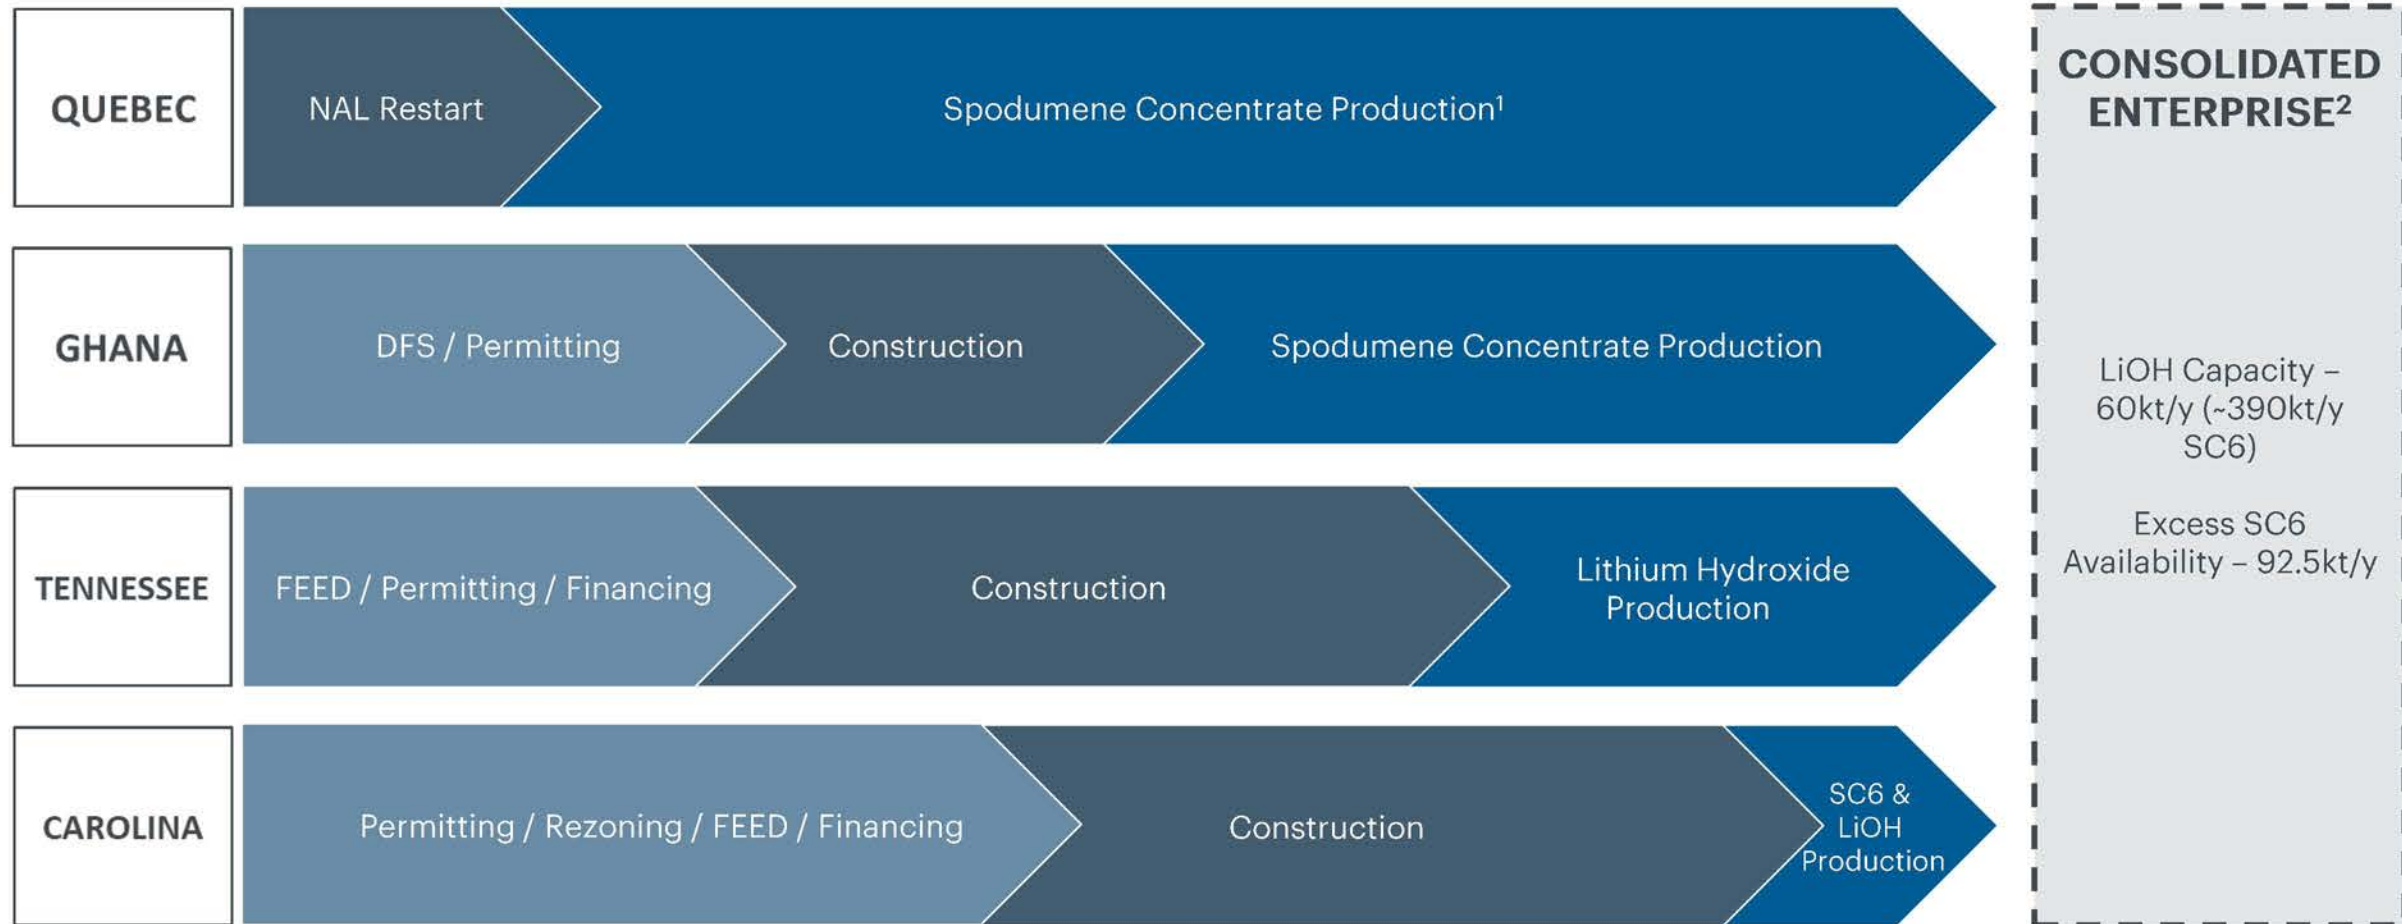 QUEBEC
NAL Restart
Spodumene Concentrate Production¹
GHANA
DFS / Permitting
Construction
Spodumene Concentrate Production
TENNESSEE
FEED / Permitting / Financing
Construction
Lithium Hydroxide
Production
CAROLINA
Permitting / Rezoning / FEED / Financing
Construction
SC6 &
LiOH
Production
CONSOLIDATED
ENTERPRISE²
LiOH Capacity –
60kt/y (~390kt/y
SC6)
Excess SC6
Availability – 92.5kt/y